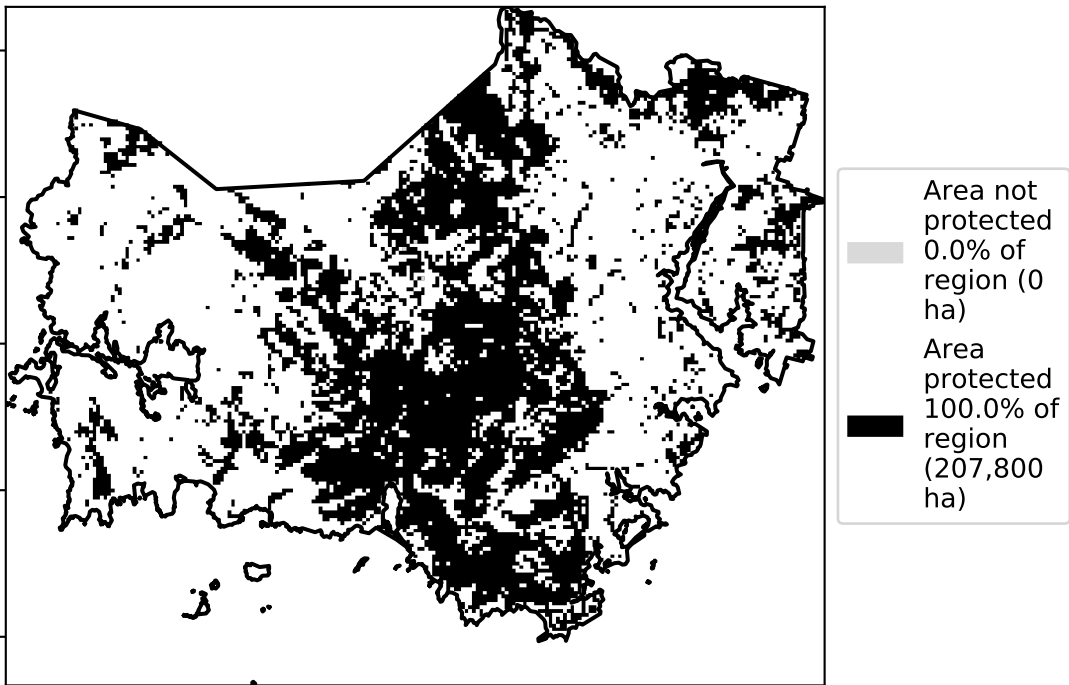 Area not
protected
0.0% of
region (0
ha)
Area
protected
100.0% of
region
(207,800
ha)